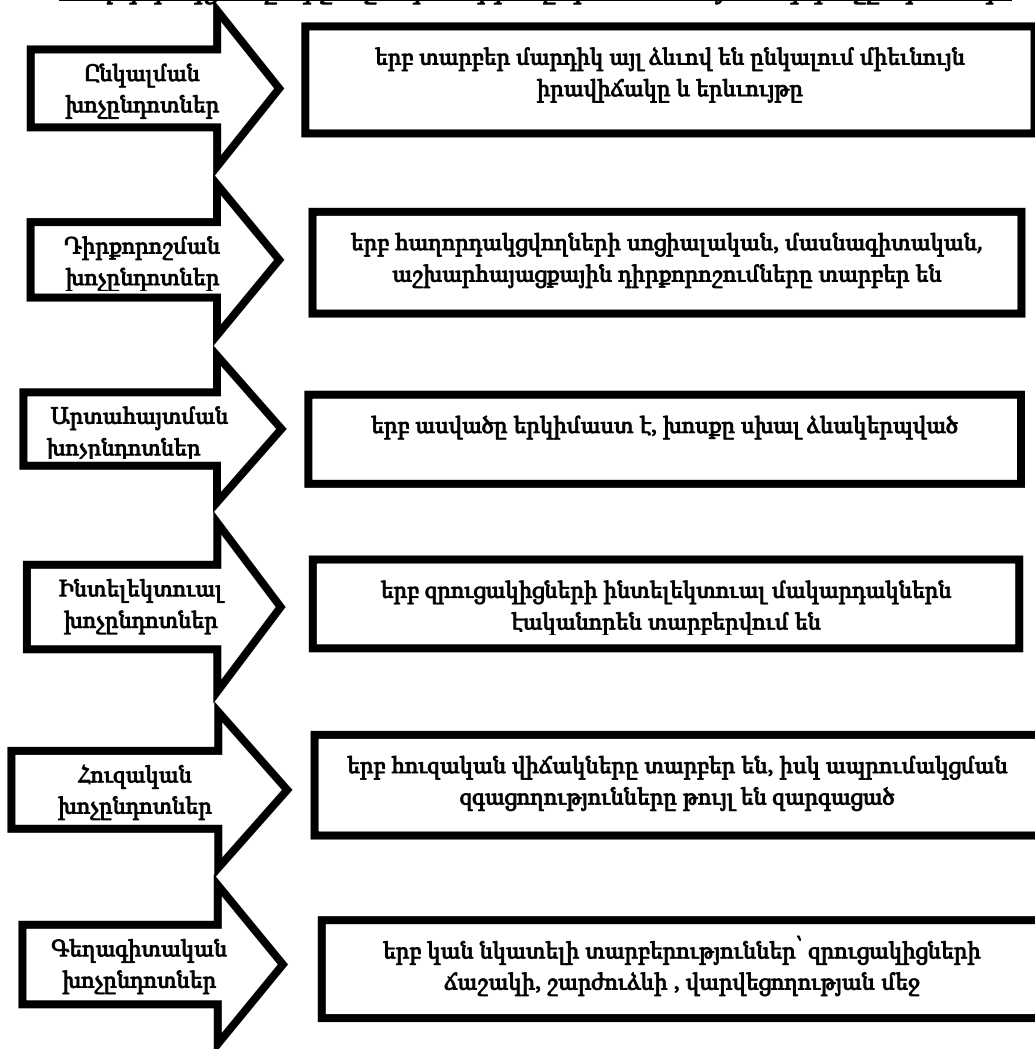 Ընկալման
խոչընդոտներ
երբ տարբեր մարդիկ այլ ձևով են ընկալում միեւնույն
իրավիճակը և երևույթը
Դիրքորոշման
խոչընդոտներ
երբ հաղորդակցվողների սոցիալական, մասնագիտական,
աշխարհայացքային դիրքորոշումները տարբեր են
Արտահայտման
խոչընդոտներ
երբ ասվածը երկիմաստ է, խոսքը սխալ ձևակերպված
Ինտելեկտուալ
խոչընդոտներ
երբ զրուցակիցների ինտելեկտուալ մակարդակներն
էականորեն տարբերվում են
Հուզական
խոչընդոտներ
երբ հուզական վիճակները տարբեր են, իսկ ապրումակցման
զգացողությունները թույլ են զարգացած
Գեղագիտական
խոչընդոտներ
երբ կան նկատելի տարբերություններ՝ զրուցակիցների
ճաշակի, շարժուձևի , վարվեցողության մեջ